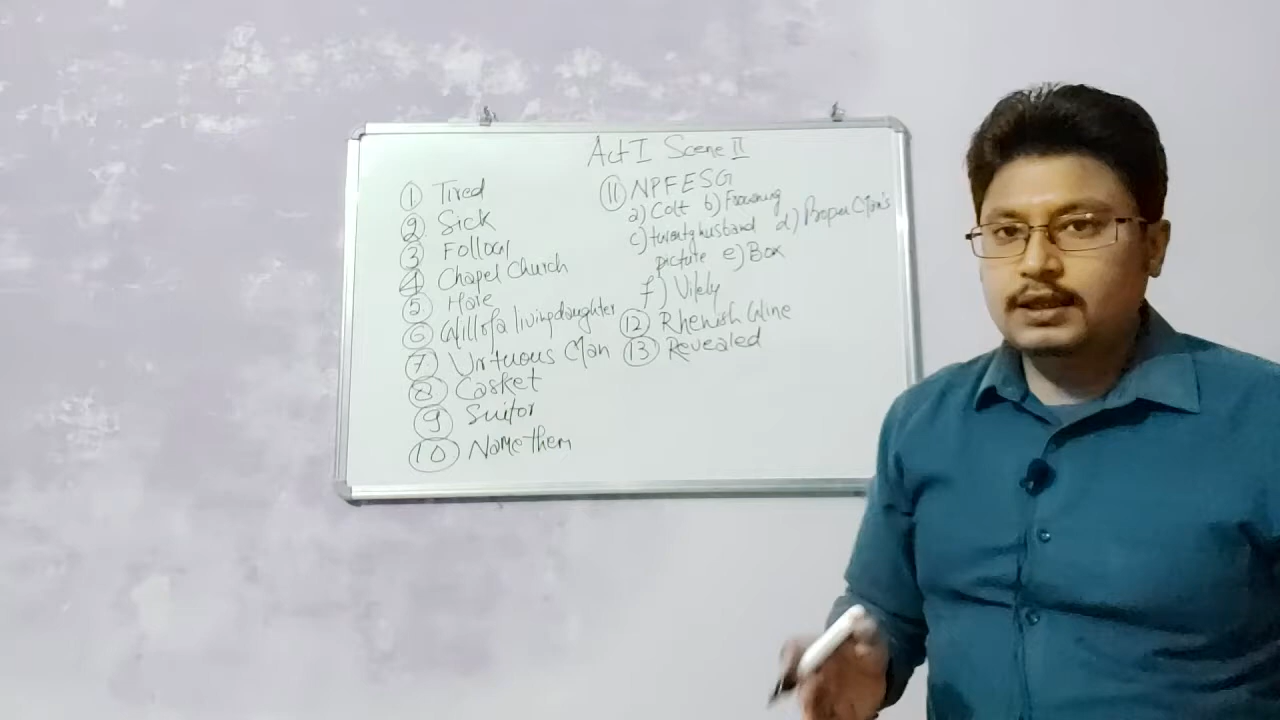 Act I Scene II
① Tired
② Sick
③ Follow
④ Chapel Church
⑤ Hare
⑥ Will of a living daughter
⑦ Virtuous Man
⑧ Casket
⑨ Suitor
⑩ Name them
⑪ NPFESG
a) Colt b) Frowning
c) twenty husband d) Proper Man's
picture e) Box
f) Vilely
⑫ Rhenish Wine
⑬ Revealed